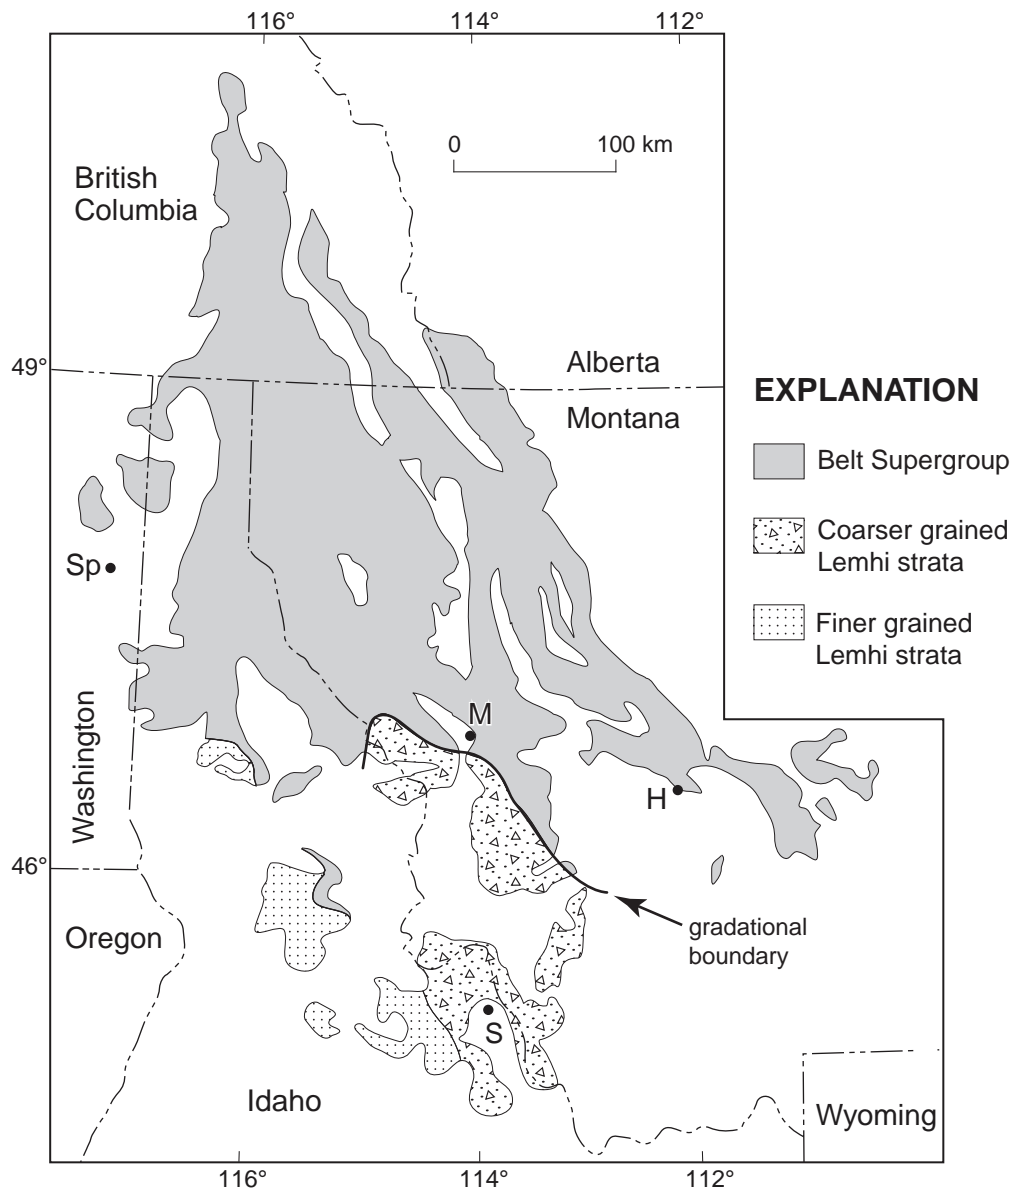 116°
114°
112°
0
100 km
British
Columbia
49°
Alberta
Montana
EXPLANATION
Belt Supergroup
Coarser grained
Lemhi strata
Finer grained
Lemhi strata
Sp
Washington
M
H
46°
Oregon
gradational
boundary
S
Idaho
Wyoming
116°
114°
112°